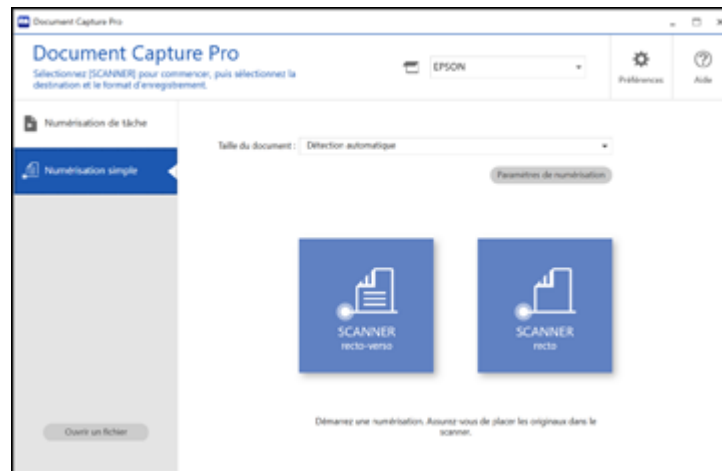 Document Capture Pro
Document Capture Pro
Sélectionnez [SCANNER] pour commencer, puis sélectionnez la
destination et le format d'enregistrement.
EPSON
Préférences
Aide
Numérisation de tâche
Numérisation simple
Taille du document :
Détection automatique
Paramètres de numérisation
SCANNER
recto-verso
SCANNER
recto
Démarrez une numérisation. Assurez-vous de placer les originaux dans le
scanner.
Ouvrir un fichier